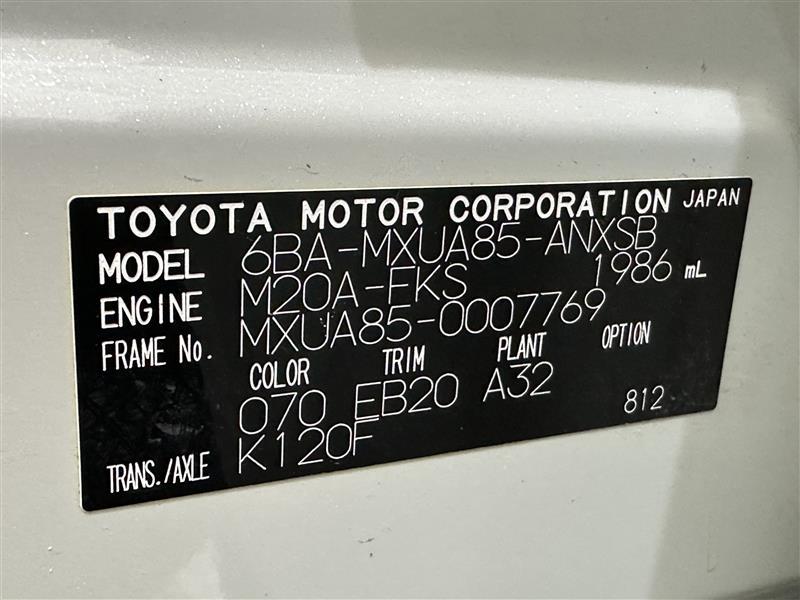 TOYOTA MOTOR CORPORATION JAPAN
MODEL 6BA-MXUA85-ANXSB
ENGINE M20A-FKS 1986 mL
FRAME No. MXUA85-0007769
COLOR TRIM PLANT OPTION
070 EB20 A32 812
TRANS./AXLE K120F